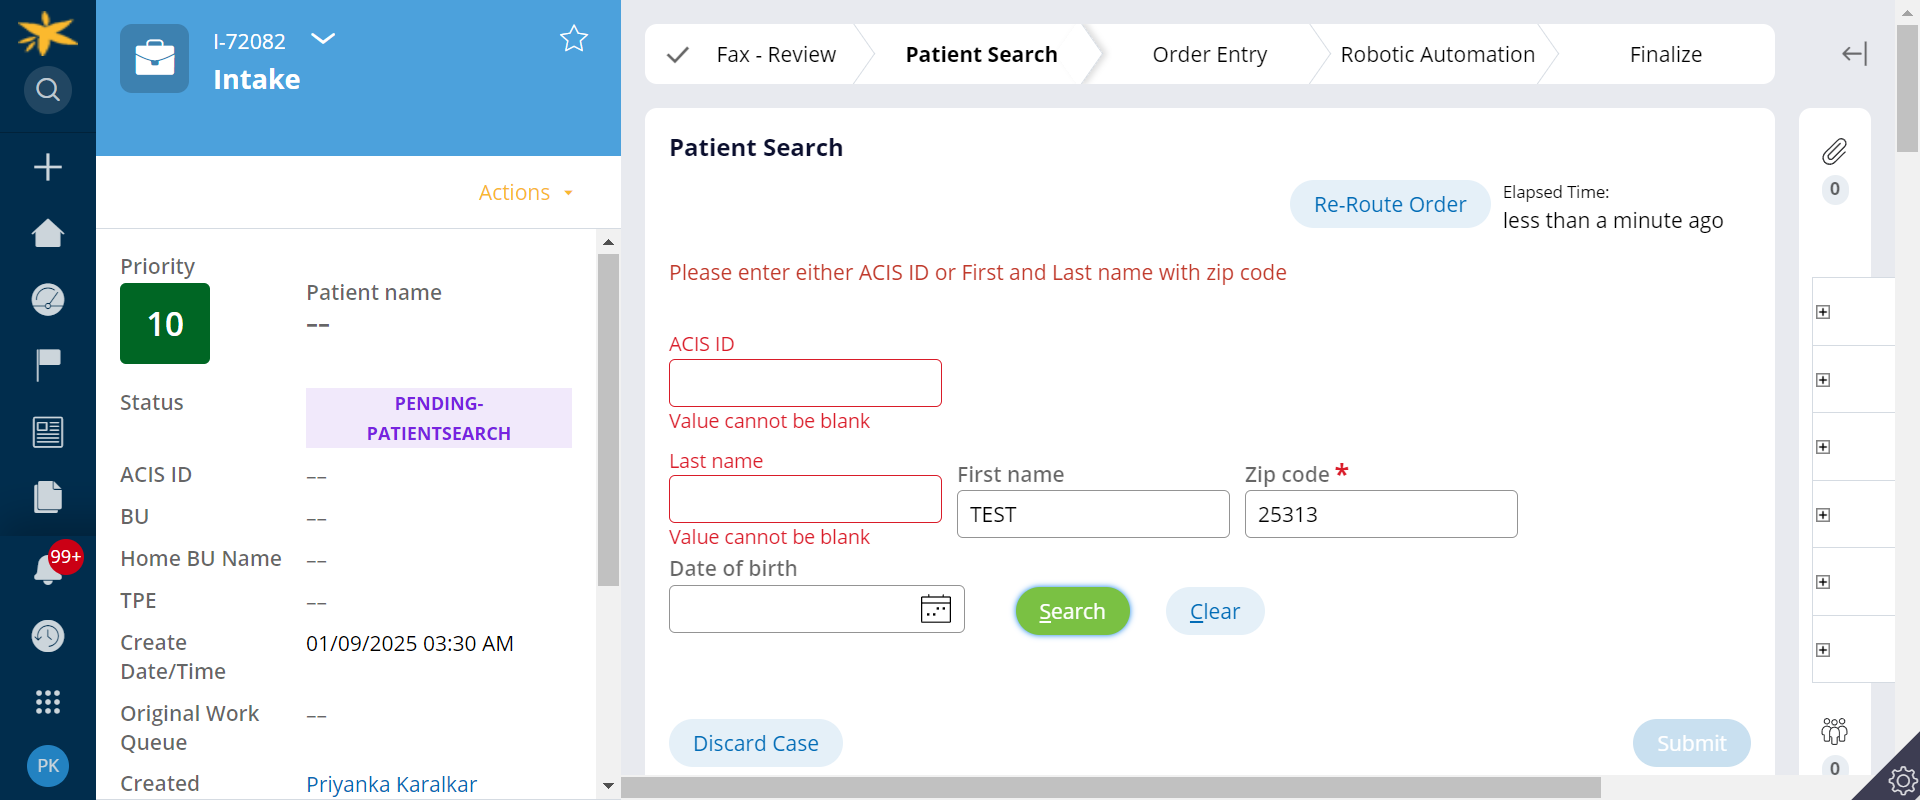 I-72082
Intake
Actions
Priority
10
Patient name
––
Status
PENDING-
PATIENTSEARCH
ACIS ID
––
BU
––
Home BU Name
––
TPE
––
Create
Date/Time
01/09/2025 03:30 AM
Original Work
Queue
––
Created
Priyanka Karalkar
99+
PK
Fax - Review
Patient Search
Order Entry
Robotic Automation
Finalize
Patient Search
Re-Route Order
Elapsed Time:
less than a minute ago
Please enter either ACIS ID or First and Last name with zip code
ACIS ID
Value cannot be blank
Last name
Value cannot be blank
First name
TEST
Zip code *
25313
Date of birth
Search
Clear
Discard Case
Submit
0
0